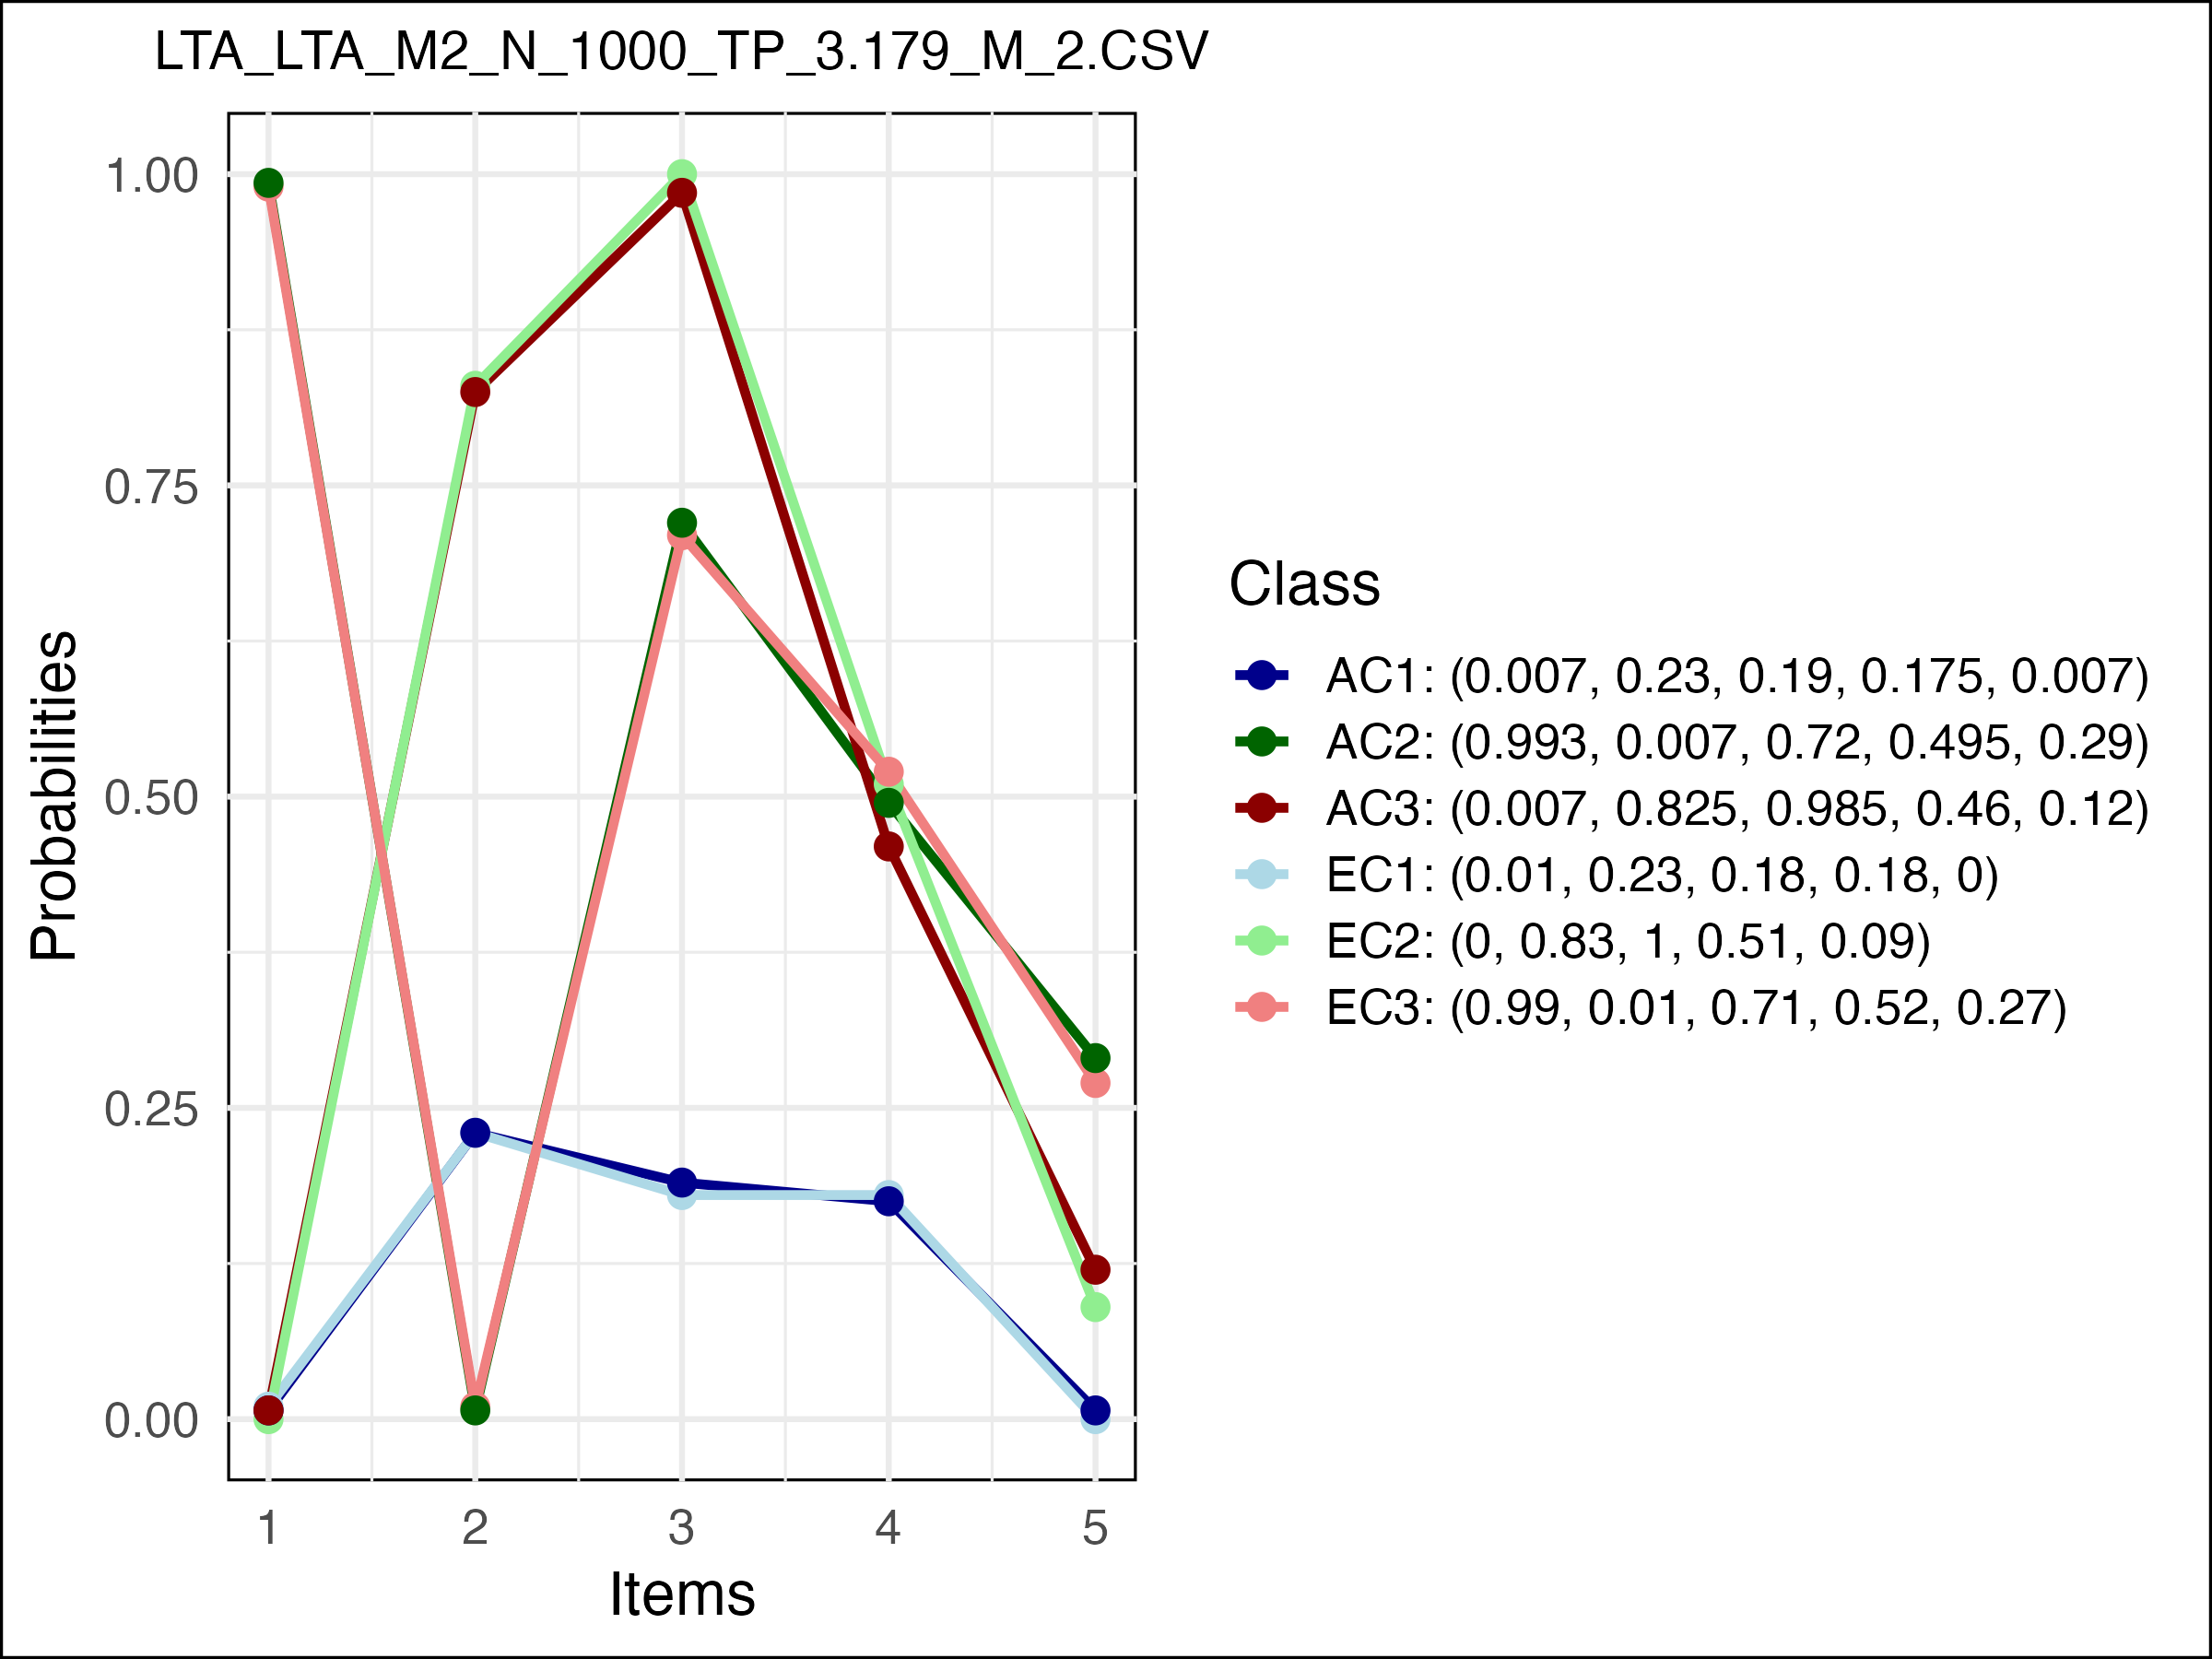 LTA_LTA_M2_N_1000_TP_3.179_M_2.CSV
1.00
0.75
0.50
0.25
0.00
Probabilities
1 2 3 4 5
Items
Class
AC1: (0.007, 0.23, 0.19, 0.175, 0.007)
AC2: (0.993, 0.007, 0.72, 0.495, 0.29)
AC3: (0.007, 0.825, 0.985, 0.46, 0.12)
EC1: (0.01, 0.23, 0.18, 0.18, 0)
EC2: (0, 0.83, 1, 0.51, 0.09)
EC3: (0.99, 0.01, 0.71, 0.52, 0.27)